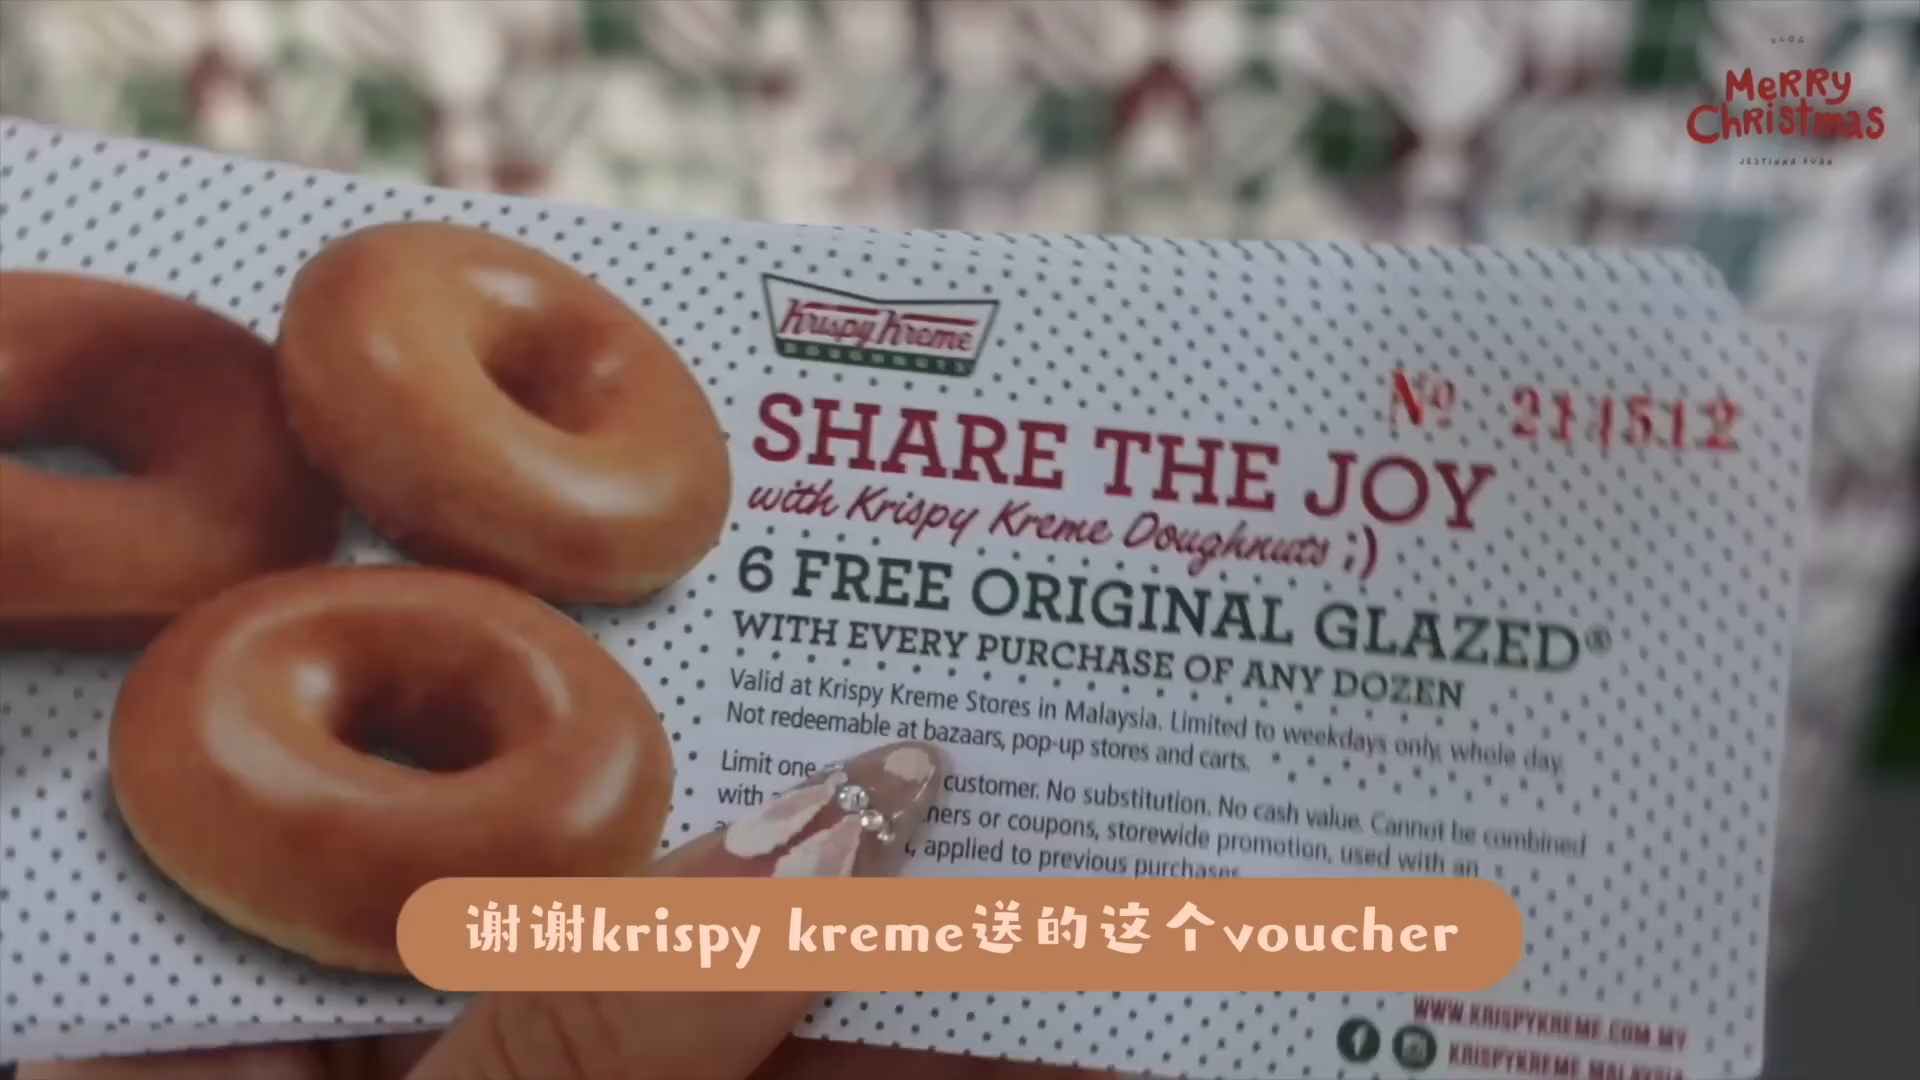 VLOG
MERRY
CHRISTMAS
Krispy Kreme
DOUGHNUTS
Nº 214512
SHARE THE JOY
with Krispy Kreme Doughnuts ;)
6 FREE ORIGINAL GLAZED®
WITH EVERY PURCHASE OF ANY DOZEN
Valid at Krispy Kreme Stores in Malaysia. Limited to weekdays only, whole day.
Not redeemable at bazaars, pop-up stores and carts.
Limit one customer. No substitution. No cash value. Cannot be combined
with or coupons, storewide promotion, used with an
applied to previous purchases
谢谢krispy kreme送的这个voucher
WWW.KRISPYKREME.COM.MY
KRISPYKREME MALAYSIA